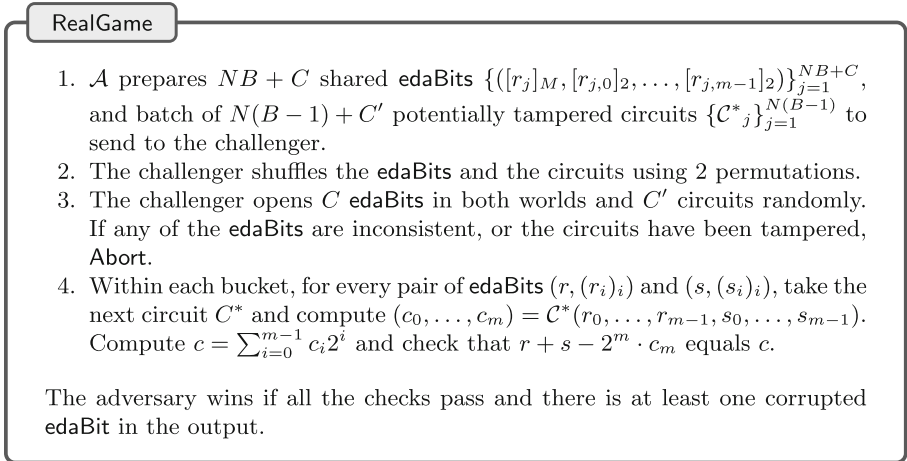 RealGame
1. 𝒜 prepares NB + C shared edaBits {([r_j]_M, [r_{j,0}]_2, . . . , [r_{j,m−1}]_2)}_{j=1}^{NB+C},
and batch of N(B − 1) + C′ potentially tampered circuits {𝒞*_j}_{j=1}^{N(B−1)} to
send to the challenger.
2. The challenger shuffles the edaBits and the circuits using 2 permutations.
3. The challenger opens C edaBits in both worlds and C′ circuits randomly.
If any of the edaBits are inconsistent, or the circuits have been tampered,
Abort.
4. Within each bucket, for every pair of edaBits (r, (r_i)_i) and (s, (s_i)_i), take the
next circuit C* and compute (c_0, . . . , c_m) = 𝒞*(r_0, . . . , r_{m−1}, s_0, . . . , s_{m−1}).
Compute c = ∑_{i=0}^{m−1} c_i 2^i and check that r + s − 2^m · c_m equals c.
The adversary wins if all the checks pass and there is at least one corrupted
edaBit in the output.